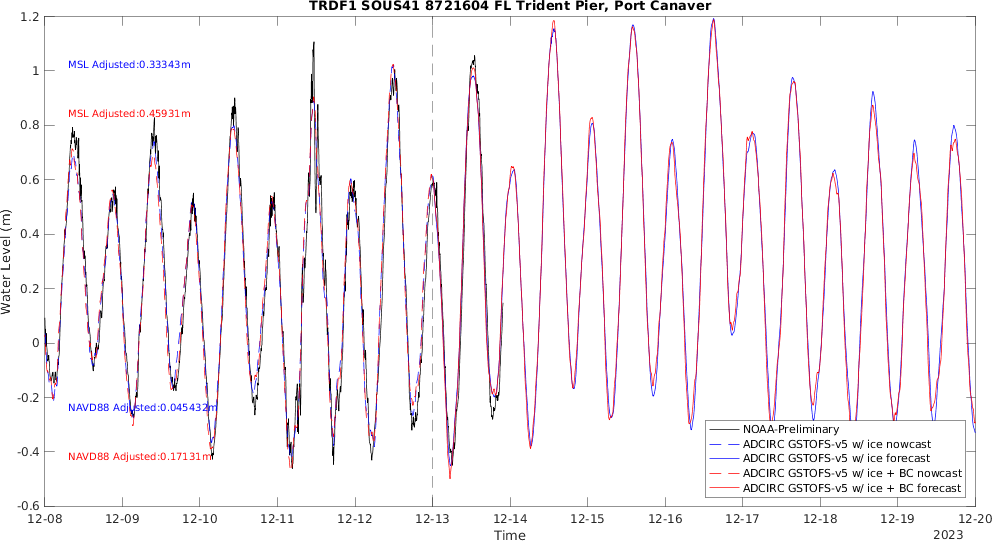 TRDF1 SOUS41 8721604 FL Trident Pier, Port Canaver
1.2
1
0.8
0.6
0.4
0.2
0
-0.2
-0.4
-0.6
Water Level (m)
MSL Adjusted:0.33343m
MSL Adjusted:0.45931m
NAVD88 Adjusted:0.045432m
NAVD88 Adjusted:0.17131m
NOAA-Preliminary
ADCIRC GSTOFS-v5 w/ ice nowcast
ADCIRC GSTOFS-v5 w/ ice forecast
ADCIRC GSTOFS-v5 w/ ice + BC nowcast
ADCIRC GSTOFS-v5 w/ ice + BC forecast
12-08 12-09 12-10 12-11 12-12 12-13 12-14 12-15 12-16 12-17 12-18 12-19 12-20
Time
2023